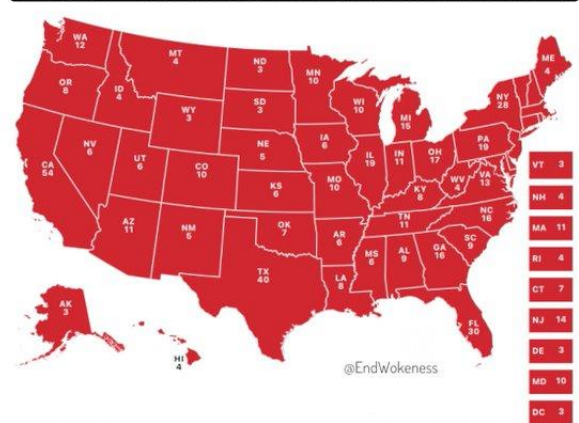 WA
12
MT
4
ND
3
MN
10
ME
4
OR
8
ID
4
WY
3
SD
3
WI
10
MI
15
NY
28
NV
6
UT
6
CO
10
NE
5
IA
6
IL
19
IN
11
OH
17
PA
19
CA
54
KS
6
MO
10
KY
8
WV
4
VA
13
AZ
11
NM
5
OK
7
AR
6
TN
11
NC
16
SC
9
TX
40
LA
8
MS
6
AL
9
GA
16
FL
30
AK
3
HI
4
@EndWokeness
VT 3
NH 4
MA 11
RI 4
CT 7
NJ 14
DE 3
MD 10
DC 3